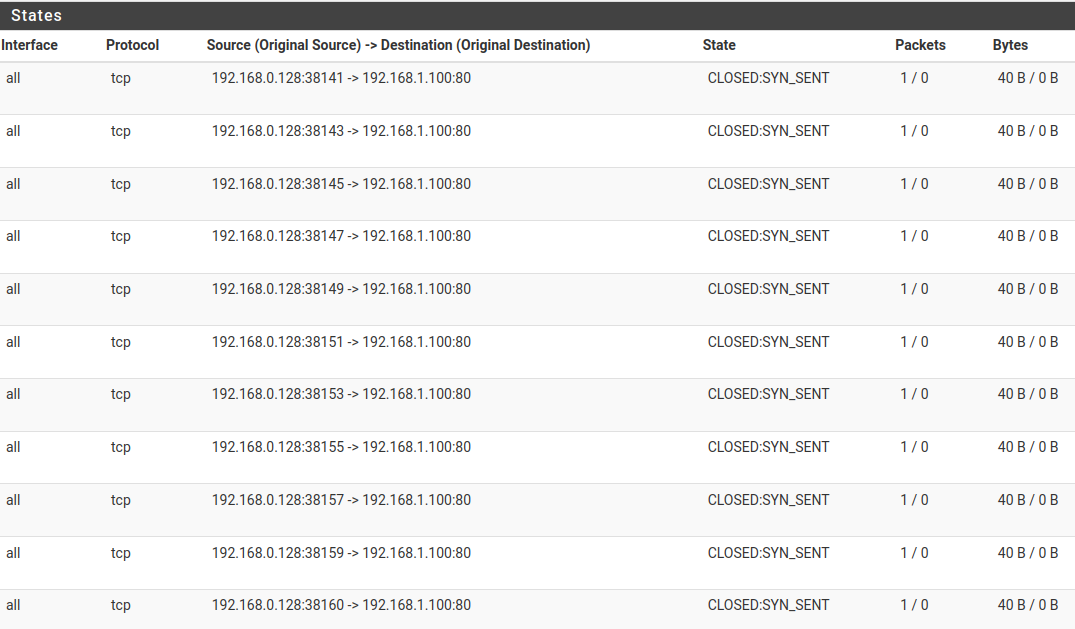 States
Interface Protocol Source (Original Source) -> Destination (Original Destination) State Packets Bytes
all tcp 192.168.0.128:38141 -> 192.168.1.100:80 CLOSED:SYN_SENT 1 / 0 40 B / 0 B
all tcp 192.168.0.128:38143 -> 192.168.1.100:80 CLOSED:SYN_SENT 1 / 0 40 B / 0 B
all tcp 192.168.0.128:38145 -> 192.168.1.100:80 CLOSED:SYN_SENT 1 / 0 40 B / 0 B
all tcp 192.168.0.128:38147 -> 192.168.1.100:80 CLOSED:SYN_SENT 1 / 0 40 B / 0 B
all tcp 192.168.0.128:38149 -> 192.168.1.100:80 CLOSED:SYN_SENT 1 / 0 40 B / 0 B
all tcp 192.168.0.128:38151 -> 192.168.1.100:80 CLOSED:SYN_SENT 1 / 0 40 B / 0 B
all tcp 192.168.0.128:38153 -> 192.168.1.100:80 CLOSED:SYN_SENT 1 / 0 40 B / 0 B
all tcp 192.168.0.128:38155 -> 192.168.1.100:80 CLOSED:SYN_SENT 1 / 0 40 B / 0 B
all tcp 192.168.0.128:38157 -> 192.168.1.100:80 CLOSED:SYN_SENT 1 / 0 40 B / 0 B
all tcp 192.168.0.128:38159 -> 192.168.1.100:80 CLOSED:SYN_SENT 1 / 0 40 B / 0 B
all tcp 192.168.0.128:38160 -> 192.168.1.100:80 CLOSED:SYN_SENT 1 / 0 40 B / 0 B